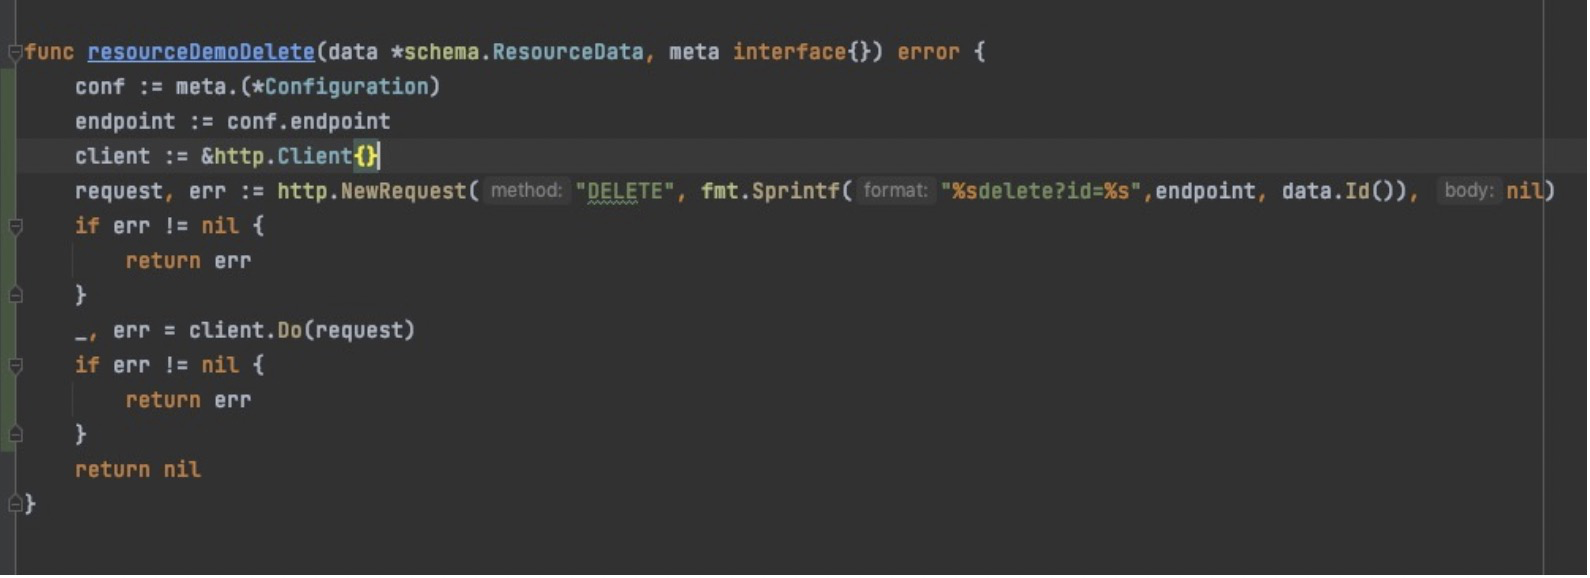 func resourceDemoDelete(data *schema.ResourceData, meta interface{}) error {
conf := meta.(*Configuration)
endpoint := conf.endpoint
client := &http.Client{}
request, err := http.NewRequest( method: "DELETE", fmt.Sprintf( format: "%sdelete?id=%s",endpoint, data.Id()), body: nil)
if err != nil {
return err
}
_, err = client.Do(request)
if err != nil {
return err
}
return nil
}